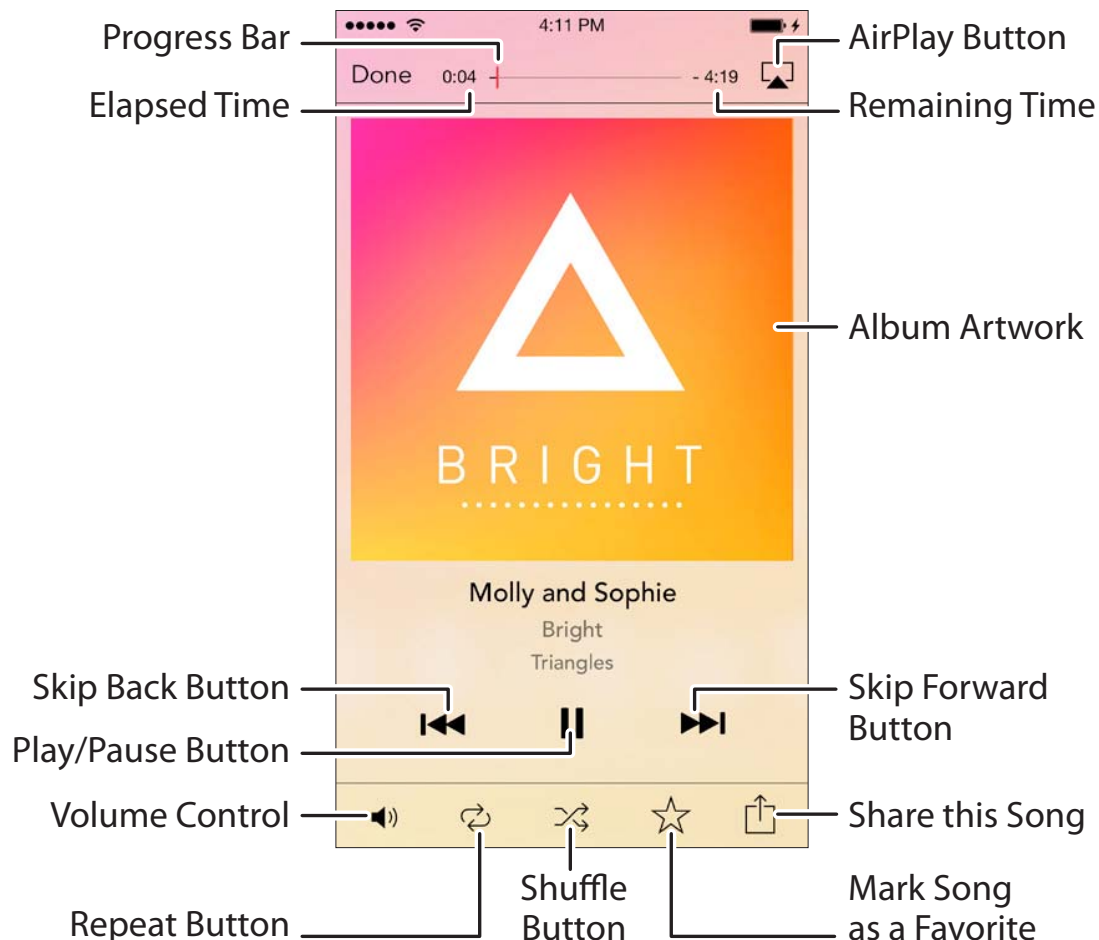 Progress Bar
4:11 PM
AirPlay Button
Done 0:04 - 4:19
Elapsed Time
Remaining Time
Album Artwork
BRIGHT
Molly and Sophie
Bright
Triangles
Skip Back Button
Skip Forward
Button
Play/Pause Button
Volume Control
Share this Song
Repeat Button
Shuffle
Button
Mark Song
as a Favorite